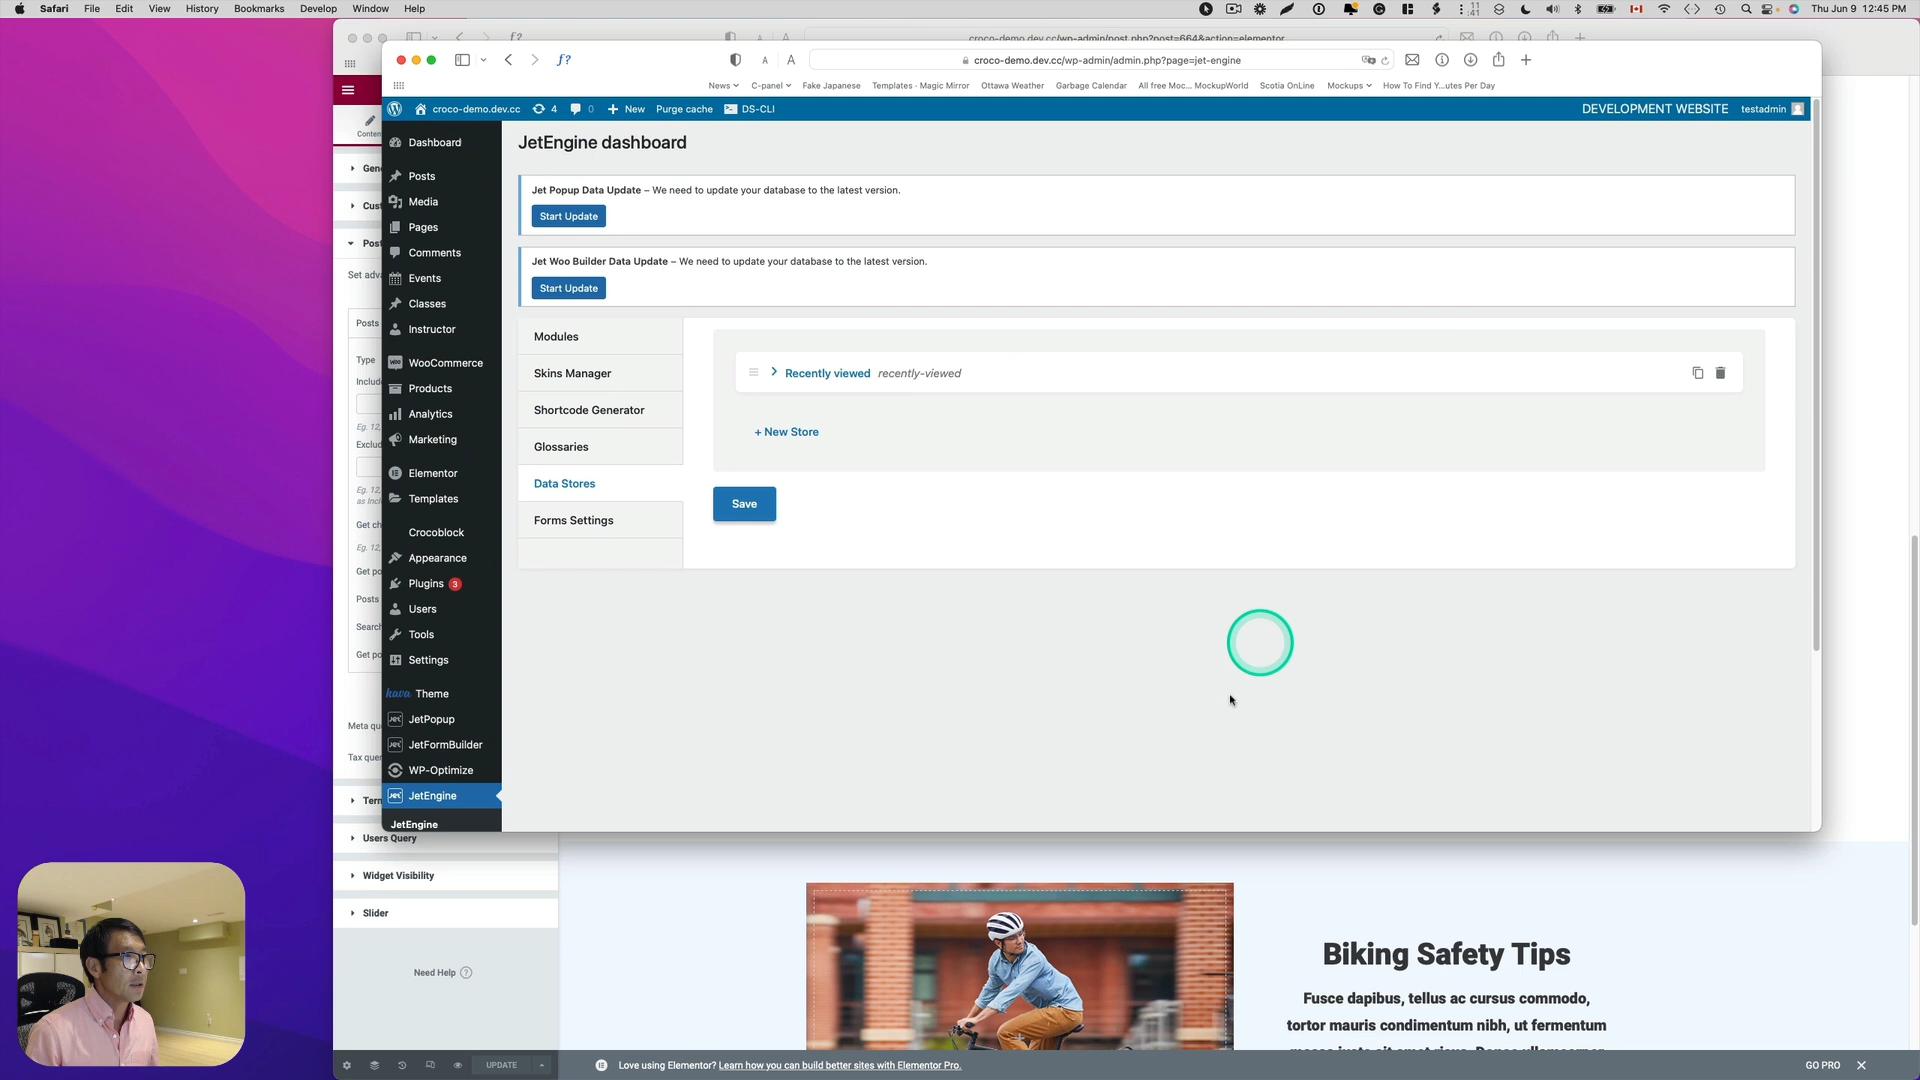 Safari File Edit View History Bookmarks Develop Window Help
11
41
Thu Jun 9 12:45 PM
croco-demo.dev.cc/wp-admin/post.php?post=664&action=elementor
croco-demo.dev.cc/wp-admin/admin.php?page=jet-engine
News C-panel Fake Japanese Templates - Magic Mirror Ottawa Weather Garbage Calendar All free Moc... MockupWorld Scotia OnLine Mockups How To Find Y...utes Per Day
croco-demo.dev.cc 4 0 New Purge cache DS-CLI DEVELOPMENT WEBSITE testadmin
Dashboard
Posts
Media
Pages
Comments
Events
Classes
Instructor
WooCommerce
Products
Analytics
Marketing
Elementor
Templates
Crocoblock
Appearance
Plugins 3
Users
Tools
Settings
hava Theme
JetPopup
JetFormBuilder
WP-Optimize
JetEngine
JetEngine
JetEngine dashboard
Jet Popup Data Update – We need to update your database to the latest version.
Start Update
Jet Woo Builder Data Update – We need to update your database to the latest version.
Start Update
Modules
Skins Manager
Shortcode Generator
Glossaries
Data Stores
Forms Settings
Recently viewed recently-viewed
+ New Store
Save
Conten
Gen
Cust
Post
Set adva
Posts
Type
Include
Eg. 12,
Exclud
Eg. 12,
as Incl
Get ch
Eg. 12,
Get po
Posts
Search
Get po
Meta qu
Tax quer
Term
Users Query
Widget Visibility
Slider
Need Help
UPDATE
Biking Safety Tips
Fusce dapibus, tellus ac cursus commodo,
tortor mauris condimentum nibh, ut fermentum
Love using Elementor? Learn how you can build better sites with Elementor Pro.
GO PRO